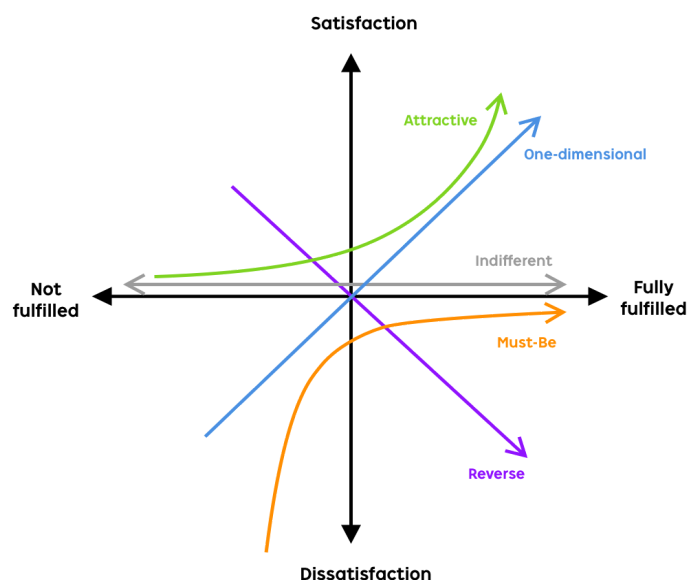 Satisfaction
Attractive
One-dimensional
Indifferent
Not
fulfilled
Fully
fulfilled
Must-Be
Reverse
Dissatisfaction